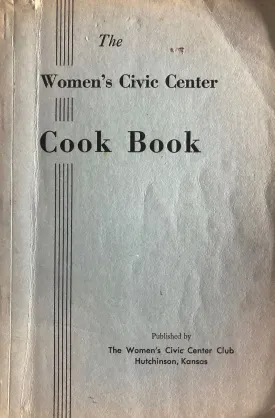 The
Women's Civic Center
Cook Book
Published by
The Women's Civic Center Club
Hutchinson, Kansas